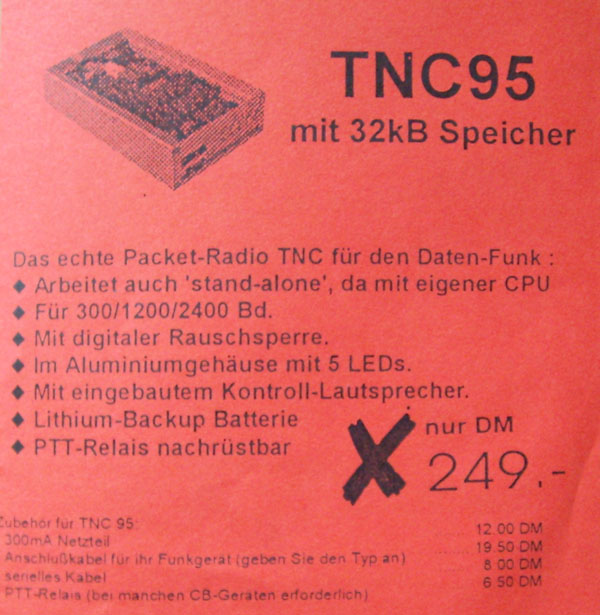 TNC95
mit 32kB Speicher
Das echte Packet-Radio TNC für den Daten-Funk :
♦ Arbeitet auch 'stand-alone', da mit eigener CPU
♦ Für 300/1200/2400 Bd.
♦ Mit digitaler Rauschsperre.
♦ Im Aluminiumgehäuse mit 5 LEDs.
♦ Mit eingebautem Kontroll-Lautsprecher.
♦ Lithium-Backup Batterie
♦ PTT-Relais nachrüstbar
nur DM
249.-
Zubehör für TNC 95:
300mA Netzteil 12.00 DM
Anschlußkabel für ihr Funkgerät (geben Sie den Typ an) 19.50 DM
serielles Kabel 8.00 DM
PTT-Relais (bei manchen CB-Geräten erforderlich) 6.50 DM